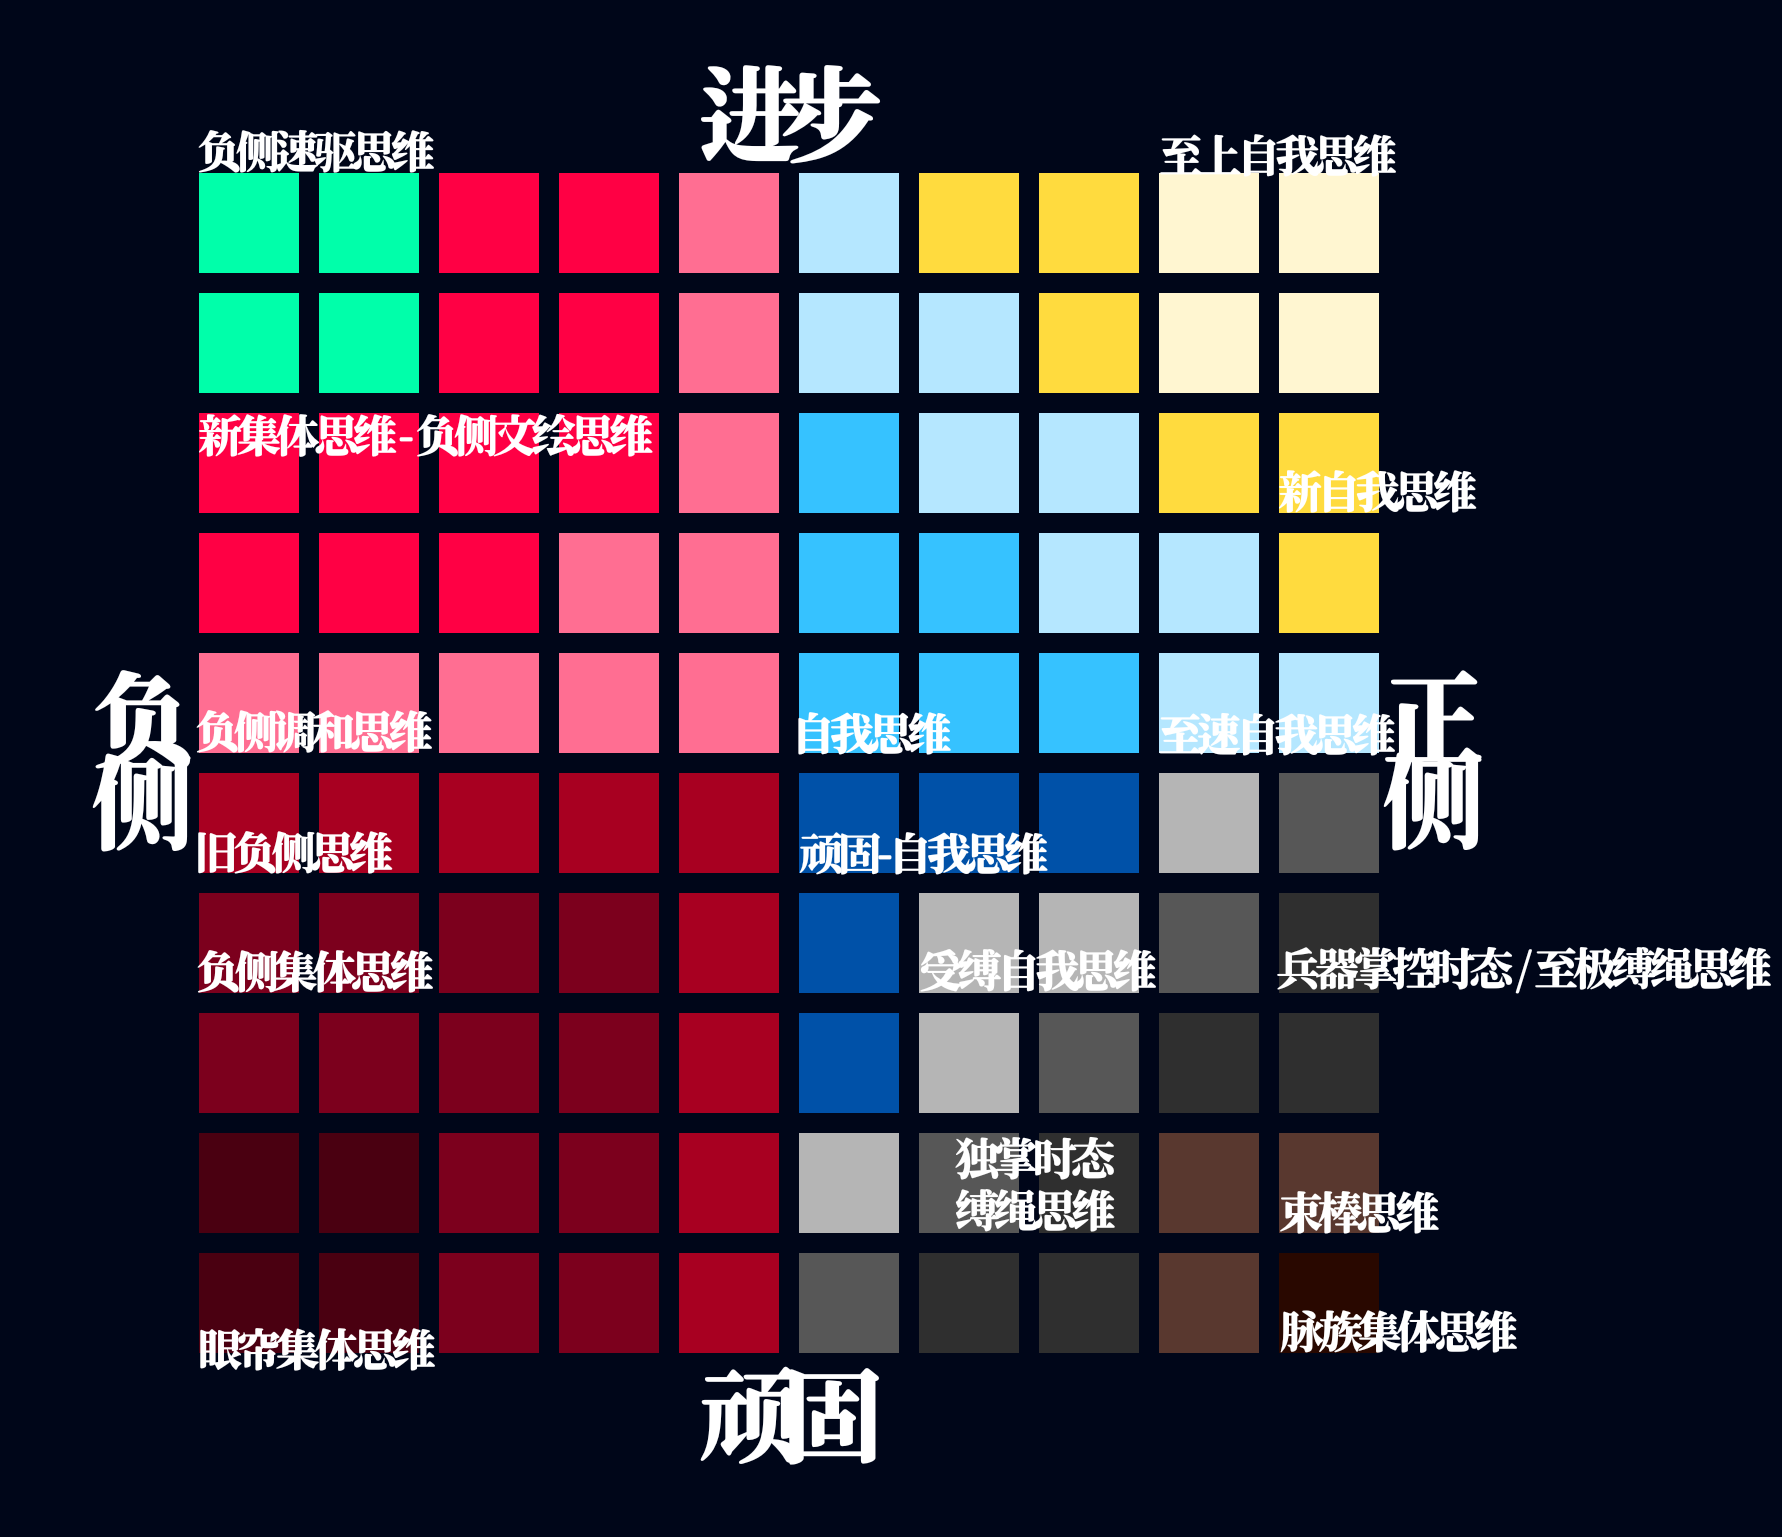 进步
负侧速驱思维
至上自我思维
新集体思维-负侧文绘思维
新自我思维
负侧
正侧
负侧调和思维
自我思维
至速自我思维
旧负侧思维
顽固-自我思维
负侧集体思维
受缚自我思维
兵器掌控时态/至极缚绳思维
独掌时态
缚绳思维
束棒思维
眼帘集体思维
脉族集体思维
顽固